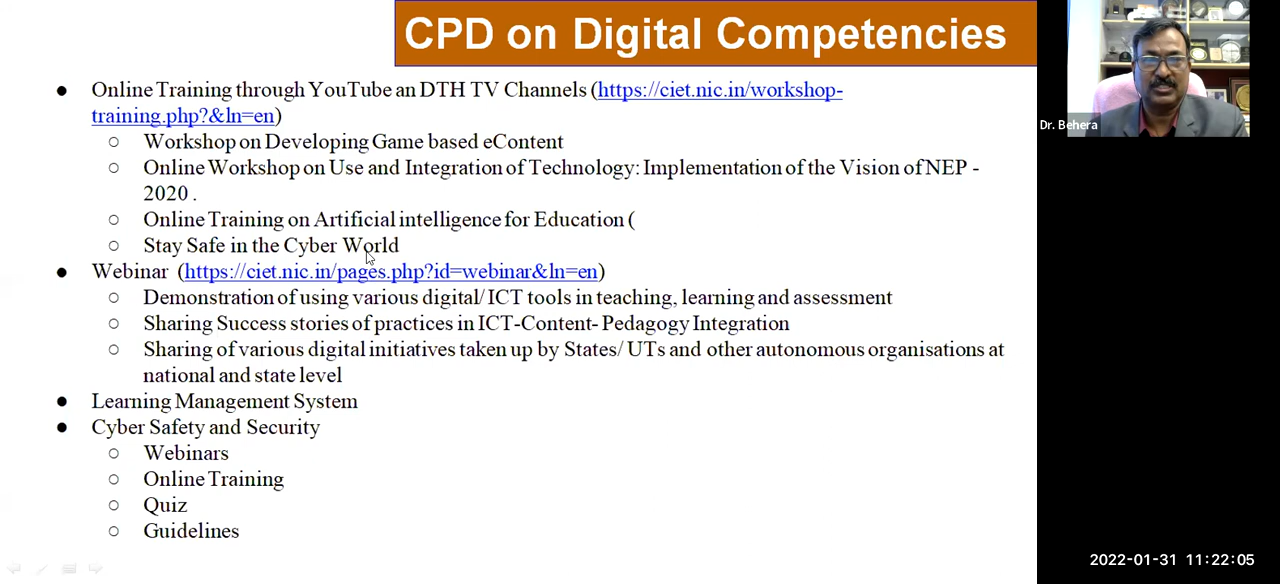 CPD on Digital Competencies
● Online Training through YouTube an DTH TV Channels (https://ciet.nic.in/workshop-
training.php?&ln=en)
○ Workshop on Developing Game based eContent
○ Online Workshop on Use and Integration of Technology: Implementation of the Vision of NEP -
2020 .
○ Online Training on Artificial intelligence for Education (
○ Stay Safe in the Cyber World
● Webinar (https://ciet.nic.in/pages.php?id=webinar&ln=en)
○ Demonstration of using various digital/ ICT tools in teaching, learning and assessment
○ Sharing Success stories of practices in ICT-Content- Pedagogy Integration
○ Sharing of various digital initiatives taken up by States/ UTs and other autonomous organisations at
national and state level
● Learning Management System
● Cyber Safety and Security
○ Webinars
○ Online Training
○ Quiz
○ Guidelines
Dr. Behera
2022-01-31 11:22:05